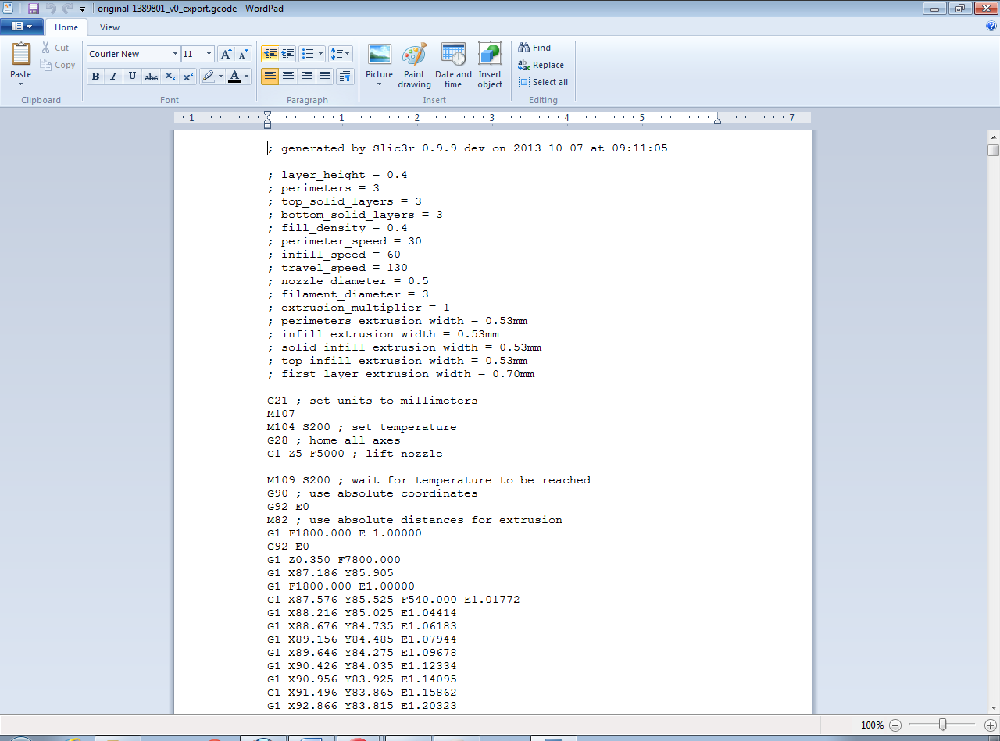 original-1389801_v0_export.gcode - WordPad
Home View
Paste
Cut
Copy
Clipboard
Courier New 11
B I U abc X₂ X²
A
Font
Paragraph
Picture
Paint drawing
Date and time
Insert object
Insert
Find
Replace
Select all
Editing
1 1 2 3 4 5 7
; generated by Slic3r 0.9.9-dev on 2013-10-07 at 09:11:05
; layer_height = 0.4
; perimeters = 3
; top_solid_layers = 3
; bottom_solid_layers = 3
; fill_density = 0.4
; perimeter_speed = 30
; infill_speed = 60
; travel_speed = 130
; nozzle_diameter = 0.5
; filament_diameter = 3
; extrusion_multiplier = 1
; perimeters extrusion width = 0.53mm
; infill extrusion width = 0.53mm
; solid infill extrusion width = 0.53mm
; top infill extrusion width = 0.53mm
; first layer extrusion width = 0.70mm
G21 ; set units to millimeters
M107
M104 S200 ; set temperature
G28 ; home all axes
G1 Z5 F5000 ; lift nozzle
M109 S200 ; wait for temperature to be reached
G90 ; use absolute coordinates
G92 E0
M82 ; use absolute distances for extrusion
G1 F1800.000 E-1.00000
G92 E0
G1 Z0.350 F7800.000
G1 X87.186 Y85.905
G1 F1800.000 E1.00000
G1 X87.576 Y85.525 F540.000 E1.01772
G1 X88.216 Y85.025 E1.04414
G1 X88.676 Y84.735 E1.06183
G1 X89.156 Y84.485 E1.07944
G1 X89.646 Y84.275 E1.09678
G1 X90.426 Y84.035 E1.12334
G1 X90.956 Y83.925 E1.14095
G1 X91.496 Y83.865 E1.15862
G1 X92.866 Y83.815 E1.20323
100%